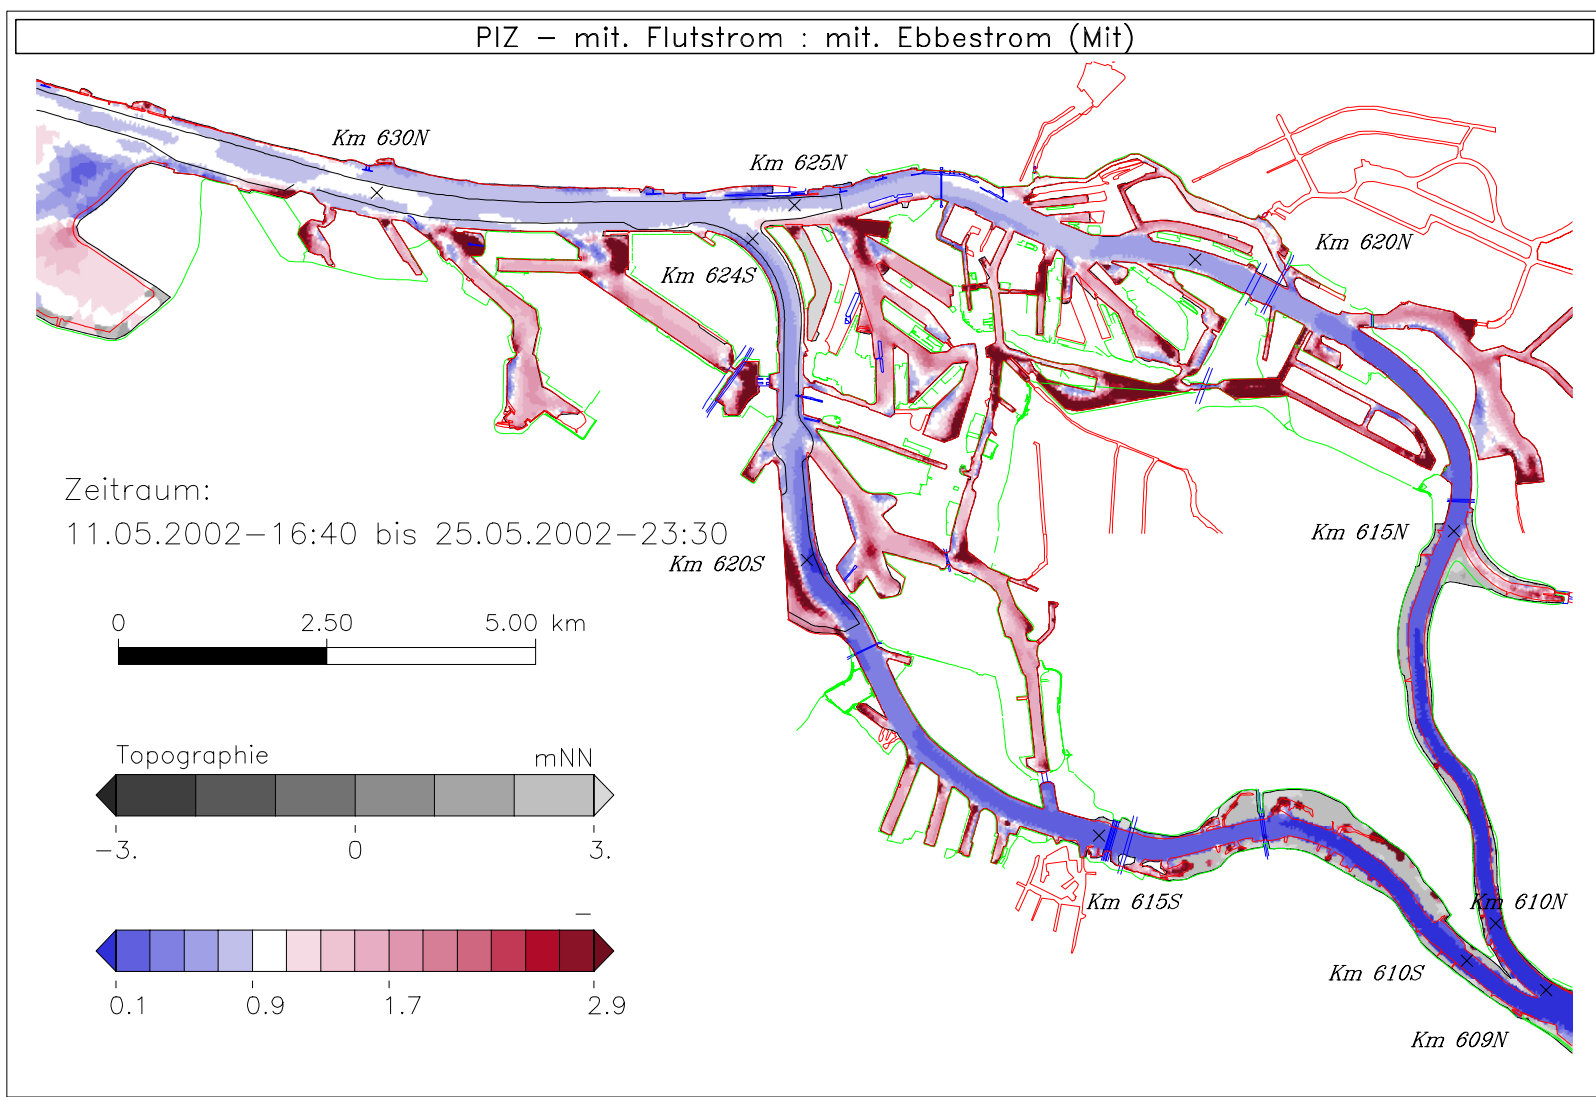 PIZ – mit. Flutstrom : mit. Ebbestrom (Mit)
Km 630N
Km 625N
Km 620N
Km 624S
Zeitraum:
11.05.2002–16:40 bis 25.05.2002–23:30
Km 615N
Km 620S
0 2.50 5.00 km
Topographie mNN
–3. 0 3.
Km 615S
Km 610N
–
Km 610S
0.1 0.9 1.7 2.9
Km 609N